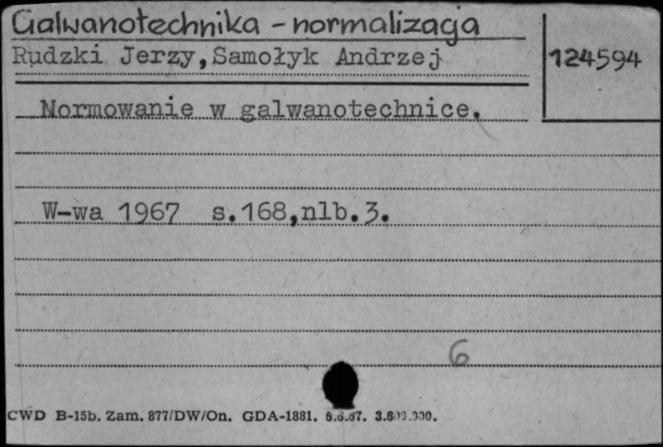 Galwanotechnika - normalizaga
Rudzki Jerzy, Samołyk Andrzej
124594
Normowanie w galwanotechnice.
W-wa 1967 s.168,nlb.3.
6
CWD B-15b. Zam. 877/DW/On. GDA-1881.